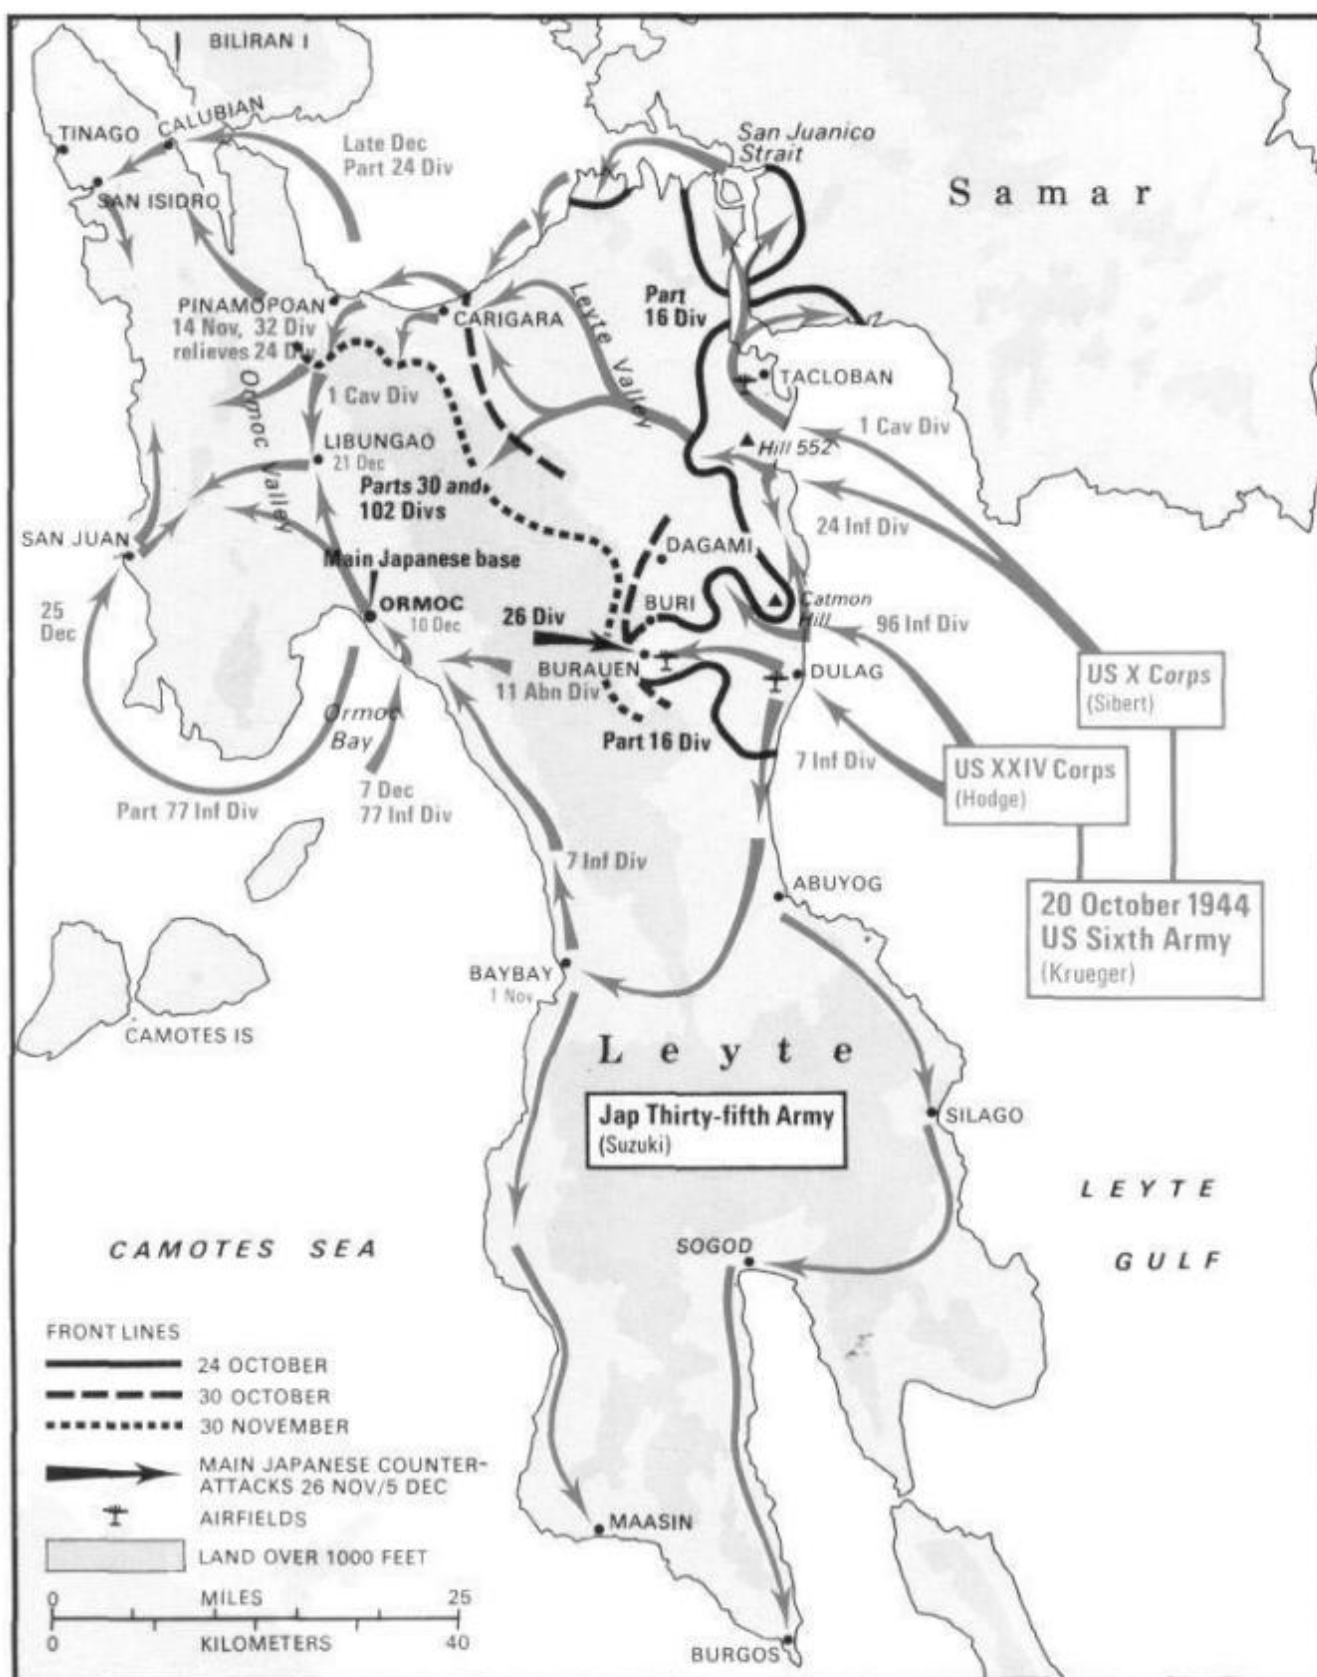 BILIRAN I
TINAGO
CALUBIAN
Late Dec
Part 24 Div
San Juanico
Strait
Samar
SAN ISIDRO
PINAMOPOAN
14 Nov, 32 Div
relieves 24 Div
CARIGARA
Leyte Valley
Part
16 Div
TACLOBAN
1 Cav Div
Ormoc Valley
1 Cav Div
LIBUNGAO
21 Dec
Hill 552
Parts 30 and
102 Divs
24 Inf Div
SAN JUAN
Main Japanese base
DAGAMI
ORMOC
10 Dec
BURI
Catmon
Hill
25
Dec
26 Div
96 Inf Div
BURAUEN
11 Abn Div
DULAG
US X Corps
(Sibert)
Ormoc
Bay
Part 16 Div
7 Inf Div
US XXIV Corps
(Hodge)
7 Dec
77 Inf Div
Part 77 Inf Div
7 Inf Div
ABUYOG
20 October 1944
US Sixth Army
(Krueger)
BAYBAY
1 Nov
CAMOTES IS
Leyte
Jap Thirty-fifth Army
(Suzuki)
SILAGO
LEYTE
GULF
CAMOTES SEA
SOGOD
FRONT LINES
24 OCTOBER
30 OCTOBER
30 NOVEMBER
MAIN JAPANESE COUNTER-
ATTACKS 26 NOV/5 DEC
AIRFIELDS
LAND OVER 1000 FEET
0 MILES 25
0 KILOMETERS 40
MAASIN
BURGOS